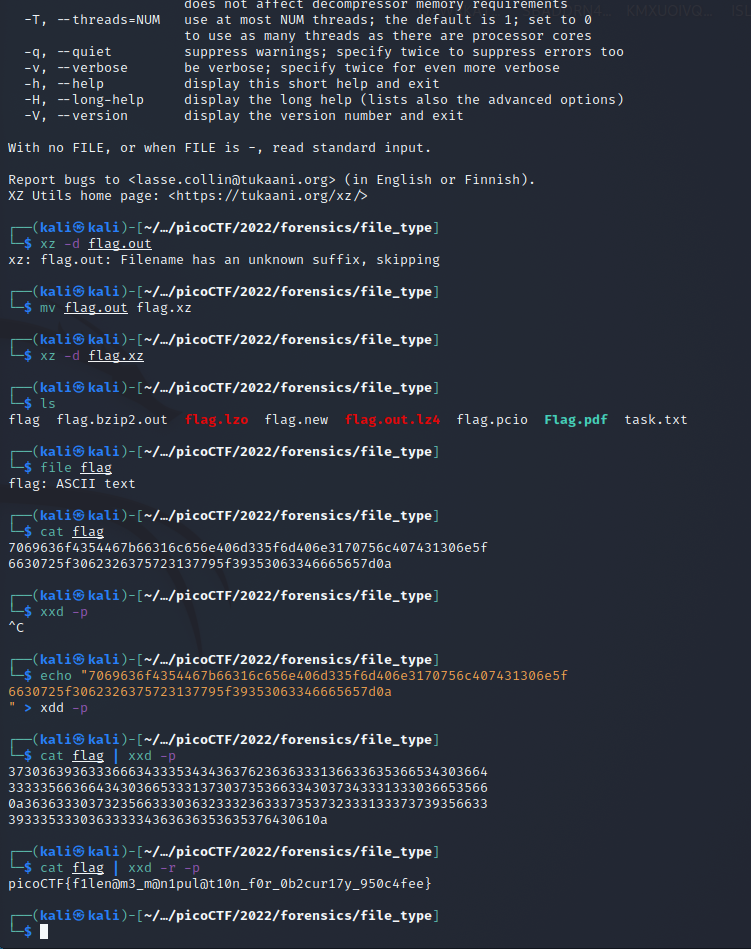 does not affect decompressor memory requirements
-T, --threads=NUM   use at most NUM threads; the default is 1; set to 0
to use as many threads as there are processor cores
-q, --quiet         suppress warnings; specify twice to suppress errors too
-v, --verbose       be verbose; specify twice for even more verbose
-h, --help          display this short help and exit
-H, --long-help     display the long help (lists also the advanced options)
-V, --version       display the version number and exit
With no FILE, or when FILE is -, read standard input.
Report bugs to <lasse.collin@tukaani.org> (in English or Finnish).
XZ Utils home page: <https://tukaani.org/xz/>
┌──(kali㉿kali)-[~/…/picoCTF/2022/forensics/file_type]
└─$ xz -d flag.out
xz: flag.out: Filename has an unknown suffix, skipping
┌──(kali㉿kali)-[~/…/picoCTF/2022/forensics/file_type]
└─$ mv flag.out flag.xz
┌──(kali㉿kali)-[~/…/picoCTF/2022/forensics/file_type]
└─$ xz -d flag.xz
┌──(kali㉿kali)-[~/…/picoCTF/2022/forensics/file_type]
└─$ ls
flag  flag.bzip2.out  flag.lzo  flag.new  flag.out.lz4  flag.pcio  Flag.pdf  task.txt
┌──(kali㉿kali)-[~/…/picoCTF/2022/forensics/file_type]
└─$ file flag
flag: ASCII text
┌──(kali㉿kali)-[~/…/picoCTF/2022/forensics/file_type]
└─$ cat flag
7069636f4354467b66316c656e406d335f6d406e3170756c407431306e5f
6630725f3062326375723137795f39353063346665657d0a
┌──(kali㉿kali)-[~/…/picoCTF/2022/forensics/file_type]
└─$ xxd -p
^C
┌──(kali㉿kali)-[~/…/picoCTF/2022/forensics/file_type]
└─$ echo "7069636f4354467b66316c656e406d335f6d406e3170756c407431306e5f
6630725f3062326375723137795f39353063346665657d0a
" > xdd -p
┌──(kali㉿kali)-[~/…/picoCTF/2022/forensics/file_type]
└─$ cat flag | xxd -p
373036393633366634333534343637623636333136633635366534303664
333335663664343036653331373037353663343037343331333036653566
0a3636333037323566333036323332363337353732333133373739356633
393335333036333334363636353635376430610a
┌──(kali㉿kali)-[~/…/picoCTF/2022/forensics/file_type]
└─$ cat flag | xxd -r -p
picoCTF{f1len@m3_m@n1pul@t10n_f0r_0b2cur17y_950c4fee}
┌──(kali㉿kali)-[~/…/picoCTF/2022/forensics/file_type]
└─$